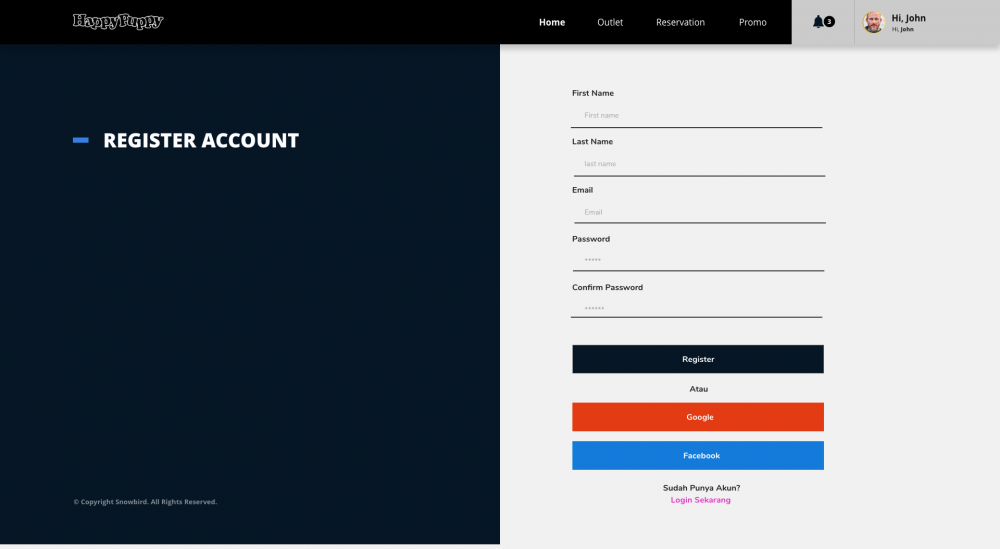 HappyPuppy
Home
Outlet
Reservation
Promo
3
Hi, John
Hi, John
REGISTER ACCOUNT
First Name
First name
Last Name
last name
Email
Email
Password
*****
Confirm Password
******
Register
Atau
Google
Facebook
Sudah Punya Akun?
Login Sekarang
© Copyright Snowbird. All Rights Reserved.